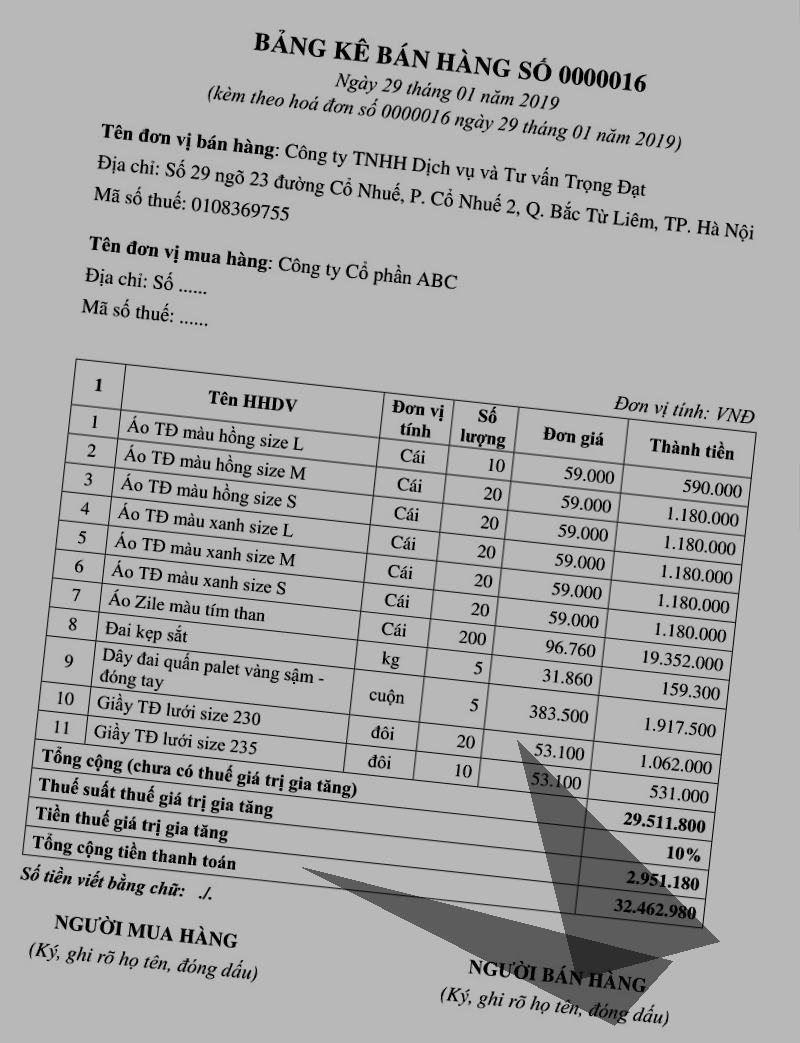 BẢNG KÊ BÁN HÀNG SỐ 0000016
Ngày 29 tháng 01 năm 2019
(kèm theo hoá đơn số 0000016 ngày 29 tháng 01 năm 2019)
Tên đơn vị bán hàng: Công ty TNHH Dịch vụ và Tư vấn Trọng Đạt
Địa chỉ: Số 29 ngõ 23 đường Cổ Nhuế, P. Cổ Nhuế 2, Q. Bắc Từ Liêm, TP. Hà Nội
Mã số thuế: 0108369755
Tên đơn vị mua hàng: Công ty Cổ phần ABC
Địa chỉ: Số ......
Mã số thuế: ......
Đơn vị tính: VNĐ
1 Tên HHDV Đơn vị tính Số lượng Đơn giá Thành tiền
1 Áo TĐ màu hồng size L Cái 10 59.000 590.000
2 Áo TĐ màu hồng size M Cái 20 59.000 1.180.000
3 Áo TĐ màu hồng size S Cái 20 59.000 1.180.000
4 Áo TĐ màu xanh size L Cái 20 59.000 1.180.000
5 Áo TĐ màu xanh size M Cái 20 59.000 1.180.000
6 Áo TĐ màu xanh size S Cái 20 59.000 1.180.000
7 Áo Zile màu tím than Cái 200 96.760 19.352.000
8 Đai kẹp sắt kg 5 31.860 159.300
9 Dây đai quấn palet vàng sậm - đóng tay cuộn 5 383.500 1.917.500
10 Giầy TĐ lưới size 230 đôi 20 53.100 1.062.000
11 Giầy TĐ lưới size 235 đôi 10 53.100 531.000
Tổng cộng (chưa có thuế giá trị gia tăng) 29.511.800
Thuế suất thuế giá trị gia tăng 10%
Tiền thuế giá trị gia tăng 2.951.180
Tổng cộng tiền thanh toán 32.462.980
Số tiền viết bằng chữ: ./.
NGƯỜI MUA HÀNG
(Ký, ghi rõ họ tên, đóng dấu)
NGƯỜI BÁN HÀNG
(Ký, ghi rõ họ tên, đóng dấu)